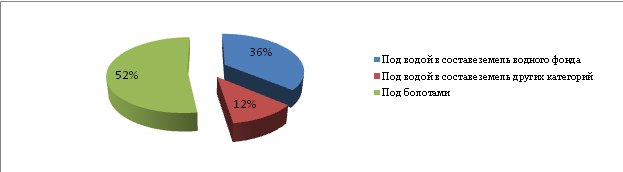 36%
52%
12%
Под водой в составе земель водного фонда
Под водой в составе земель других категорий
Под болотами